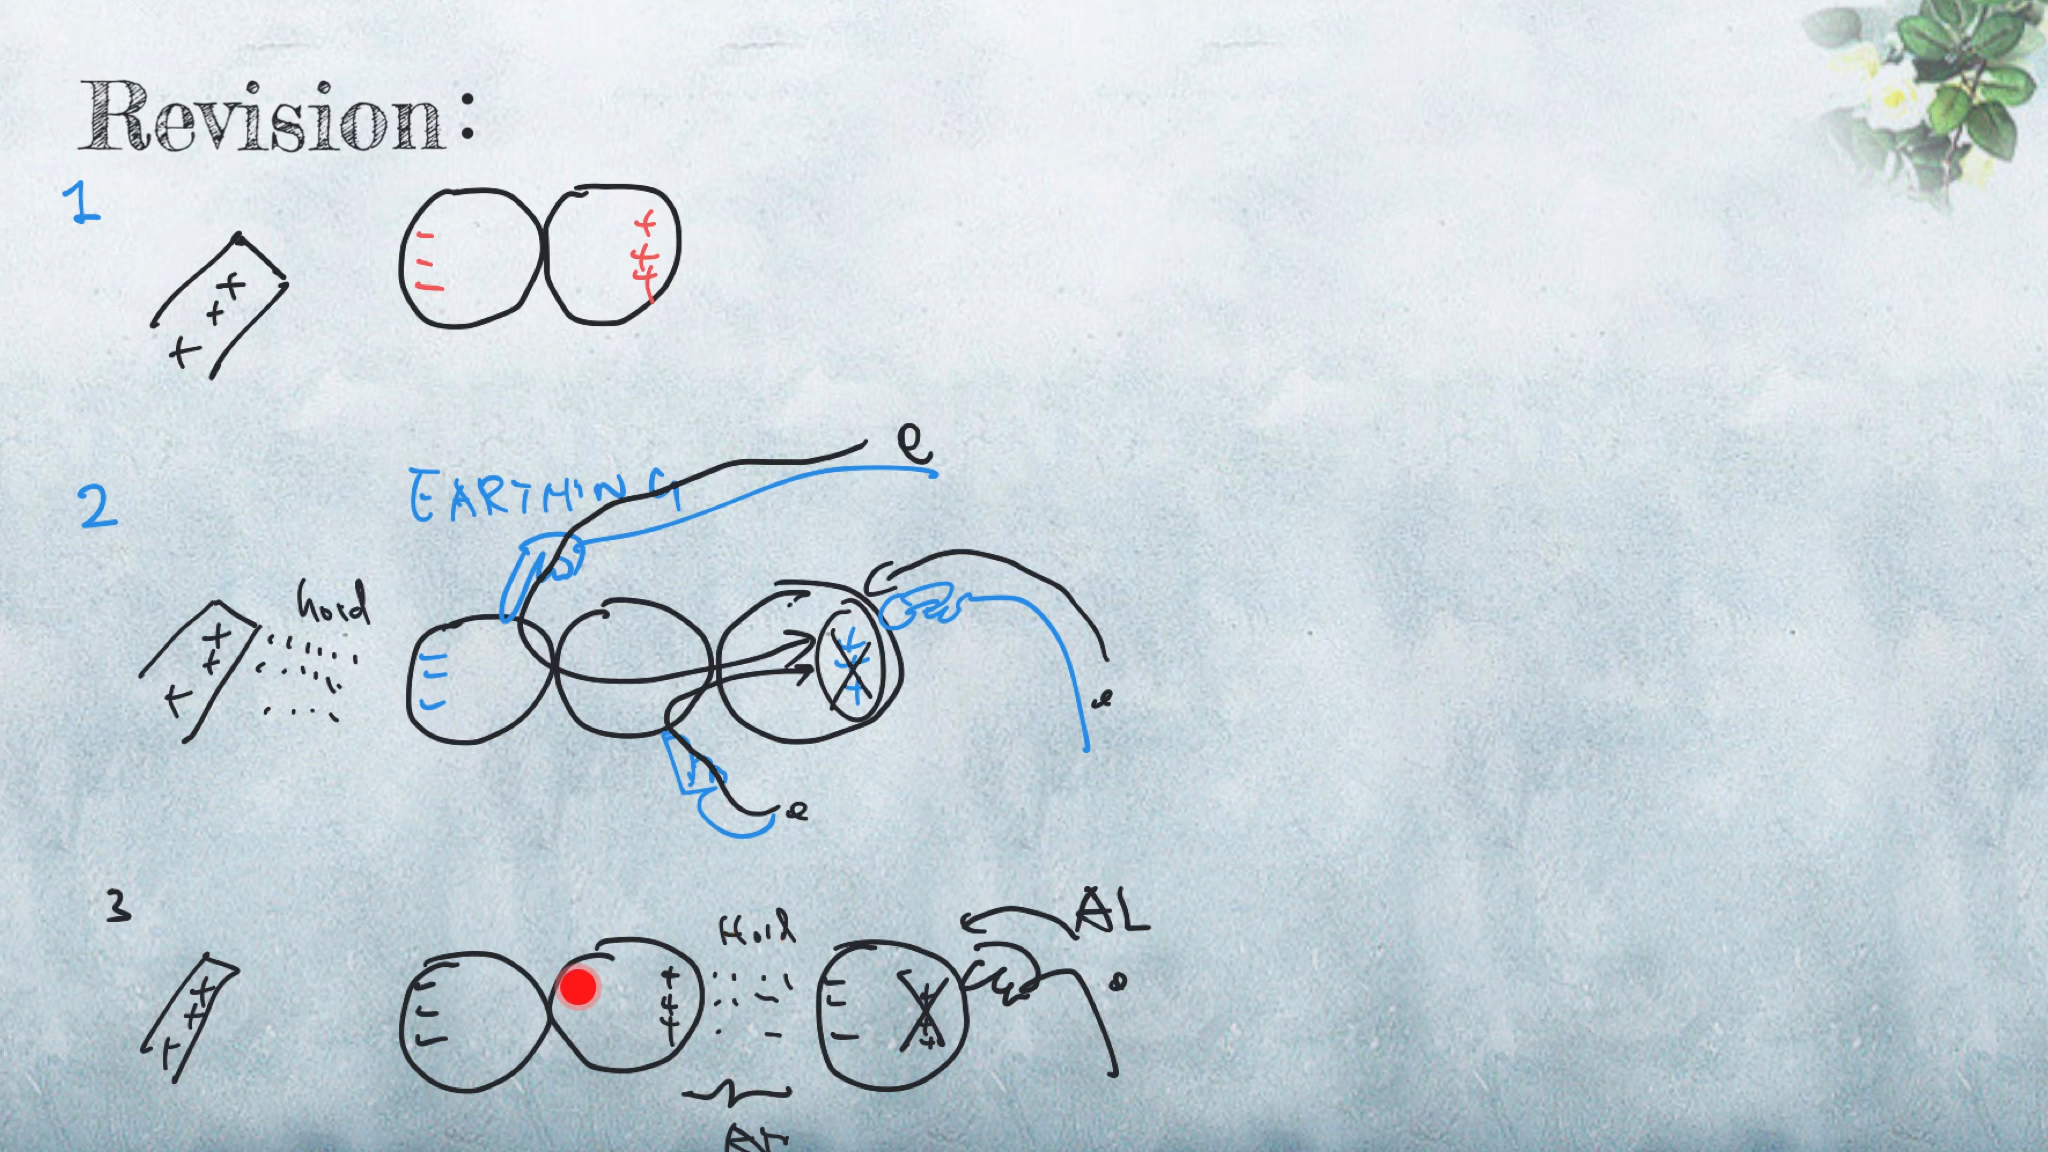 Revision:
1
- - -
+ + +
+ + +
2
EARTHING
e
hold
+ + +
- - -
+ + +
e
e
3
Hold
AL
+ + +
- - -
+ + +
- - -
+ + +
e